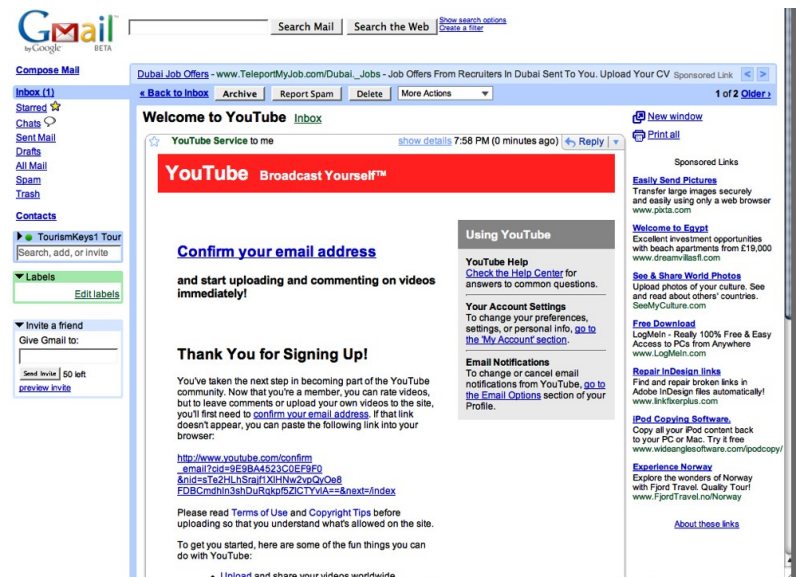 Gmail
by Google BETA
Search Mail
Search the Web
Show search options
Create a filter
Compose Mail
Inbox (1)
Starred
Chats
Sent Mail
Drafts
All Mail
Spam
Trash
Contacts
TourismKeys1 Tour
Search, add, or invite
Labels
Edit labels
Invite a friend
Give Gmail to:
Send Invite 50 left
preview invite
Dubai Job Offers - www.TeleportMyJob.com/Dubai._Jobs - Job Offers From Recruiters In Dubai Sent To You. Upload Your CV Sponsored Link < >
« Back to Inbox Archive Report Spam Delete More Actions 1 of 2 Older ›
Welcome to YouTube Inbox
YouTube Service to me show details 7:58 PM (0 minutes ago) Reply
YouTube Broadcast Yourself™
Confirm your email address
and start uploading and commenting on videos
immediately!
Thank You for Signing Up!
You've taken the next step in becoming part of the YouTube
community. Now that you're a member, you can rate videos,
but to leave comments or upload your own videos to the site,
you'll first need to confirm your email address. If that link
doesn't appear, you can paste the following link into your
browser:
http://www.youtube.com/confirm
_email?cid=9E9BA4523C0EF9F0
&nid=sTe2HLhSrajf1XIHNw2vpQyOe8
FDBCmdhIn3shDuRqkpf5ZICTYvIA==&next=/index
Please read Terms of Use and Copyright Tips before
uploading so that you understand what's allowed on the site.
To get you started, here are some of the fun things you can
do with YouTube:
• Upload and share your videos worldwide
Using YouTube
YouTube Help
Check the Help Center for
answers to common questions.
Your Account Settings
To change your preferences,
settings, or personal info, go to
the 'My Account' section.
Email Notifications
To change or cancel email
notifications from YouTube, go to
the Email Options section of your
Profile.
New window
Print all
Sponsored Links
Easily Send Pictures
Transfer large images securely
and easily using only a web browser
www.pixta.com
Welcome to Egypt
Excellent investment opportunities
with beach apartments from £19,000
www.dreamvillasfl.com
See & Share World Photos
Upload photos of your culture. See
and read about others' countries.
SeeMyCulture.com
Free Download
LogMeIn - Really 100% Free & Easy
Access to PCs from Anywhere
www.LogMeIn.com
Repair InDesign links
Find and repair broken links in
Adobe InDesign files automatically!
www.linkfixerplus.com
iPod Copying Software.
Copy all your iPod content back
to your PC or Mac. Try it free
www.wideanglesoftware.com/ipodcopy/
Experience Norway
Explore the wonders of Norway
with Fjord Travel. Quality Tour!
www.FjordTravel.no/Norway
About these links